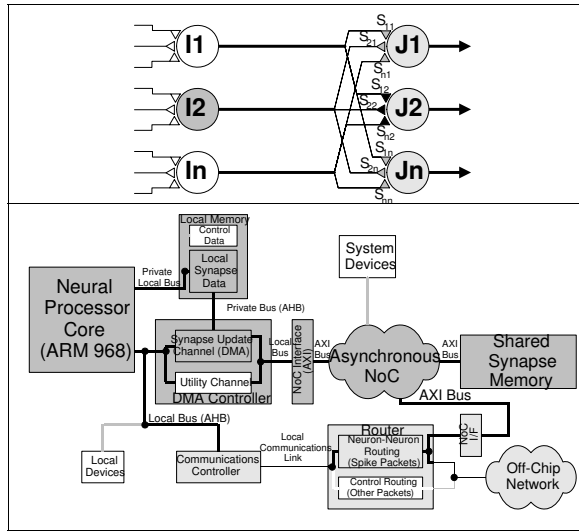 I1
S11
S21
Sn1
J1
I2
S12
S22
Sn2
J2
In
S1n
S2n
Snn
Jn
Local Memory
Control
Data
Local
Synapse
Data
System
Devices
Neural
Processor
Core
(ARM 968)
Private
Local Bus
Private Bus (AHB)
Synapse Update
Channel (DMA)
Utility Channel
DMA Controller
Local
Bus
NoC Interface
(AXI)
AXI
Bus
Asynchronous
NoC
AXI
Bus
Shared
Synapse
Memory
AXI Bus
Local Bus (AHB)
Local
Devices
Communications
Controller
Local
Communications
Link
Router
Neuron-Neuron
Routing
(Spike Packets)
Control Routing
(Other Packets)
NoC
I/F
Off-Chip
Network